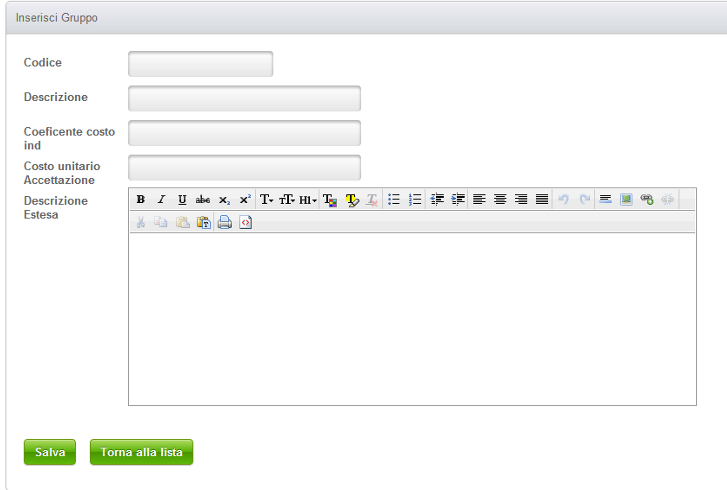 Inserisci Gruppo
Codice
Descrizione
Coeficente costo
ind
Costo unitario
Accettazione
Descrizione
Estesa
B I U abc x₂ x² T T H1 T T T
Salva Torna alla lista